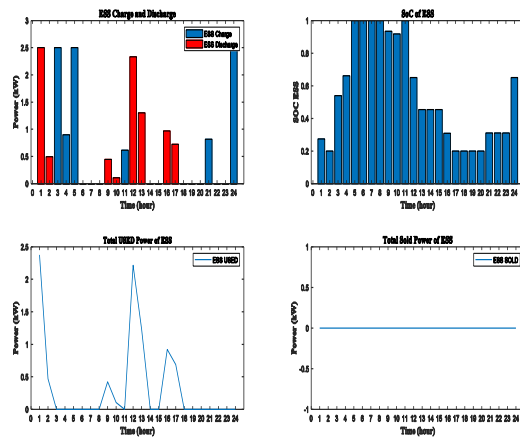 ESS Charge and Discharge
3
2.5
2
1.5
1
0.5
0
Power (kW)
ESS Charge
ESS Discharge
0 1 2 3 4 5 6 7 8 9 10 11 12 13 14 15 16 17 18 19 20 21 22 23 24
Time (hour)
SoC of ESS
1
0.8
0.6
0.4
0.2
0
SOC ESS
0 1 2 3 4 5 6 7 8 9 10 11 12 13 14 15 16 17 18 19 20 21 22 23 24
Time (hour)
Total USED Power of ESS
2.5
2
1.5
1
0.5
0
Power (kW)
ESS USED
0 1 2 3 4 5 6 7 8 9 10 11 12 13 14 15 16 17 18 19 20 21 22 23 24
Time (hour)
Total Sold Power of ESS
1
0.5
0
-0.5
-1
Power (kW)
ESS SOLD
0 1 2 3 4 5 6 7 8 9 10 11 12 13 14 15 16 17 18 19 20 21 22 23 24
Time (hour)